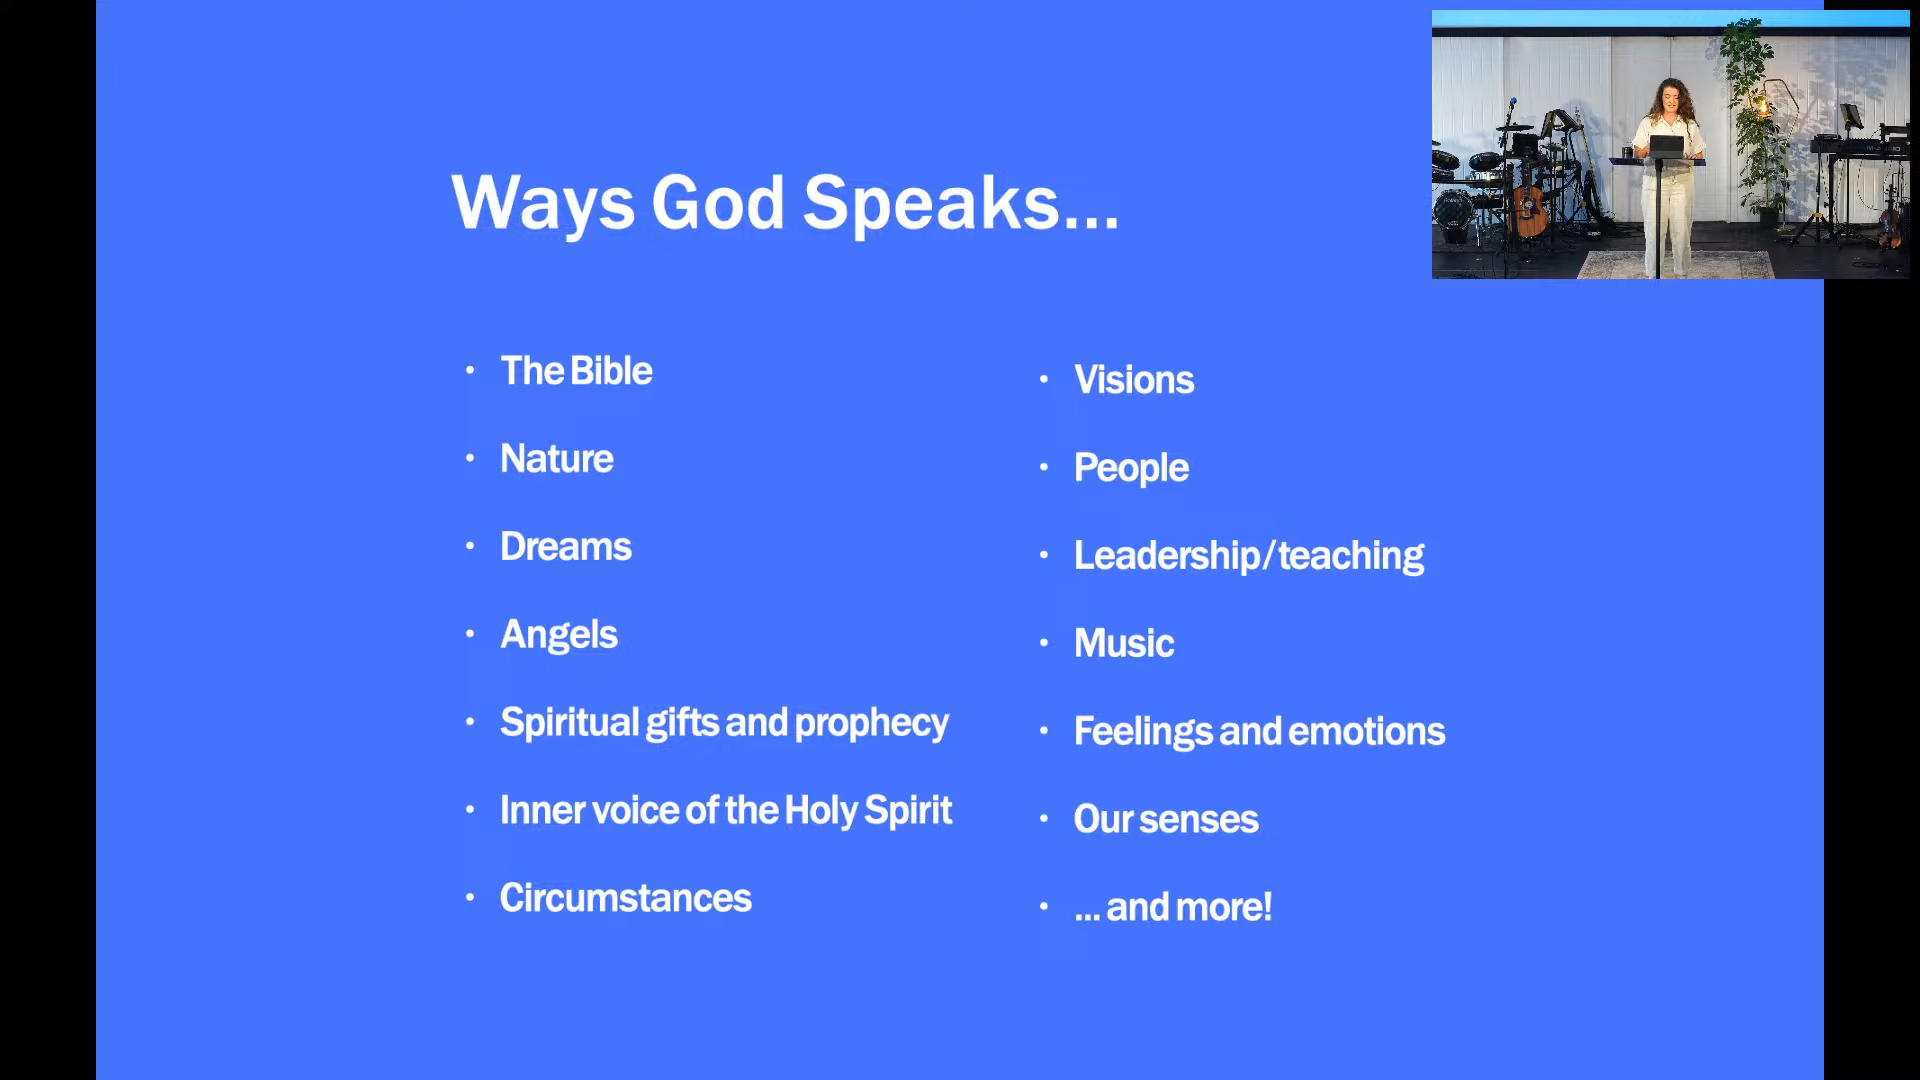 Ways God Speaks...
The Bible
Nature
Dreams
Angels
Spiritual gifts and prophecy
Inner voice of the Holy Spirit
Circumstances
Visions
People
Leadership/teaching
Music
Feelings and emotions
Our senses
... and more!